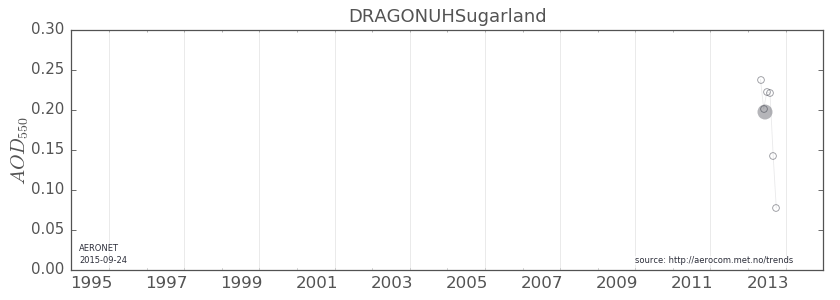 DRAGONUHSugarland
0.30
0.25
0.20
0.15
0.10
0.05
0.00
AOD550
AERONET
2015-09-24
source: http://aerocom.met.no/trends
1995 1997 1999 2001 2003 2005 2007 2009 2011 2013